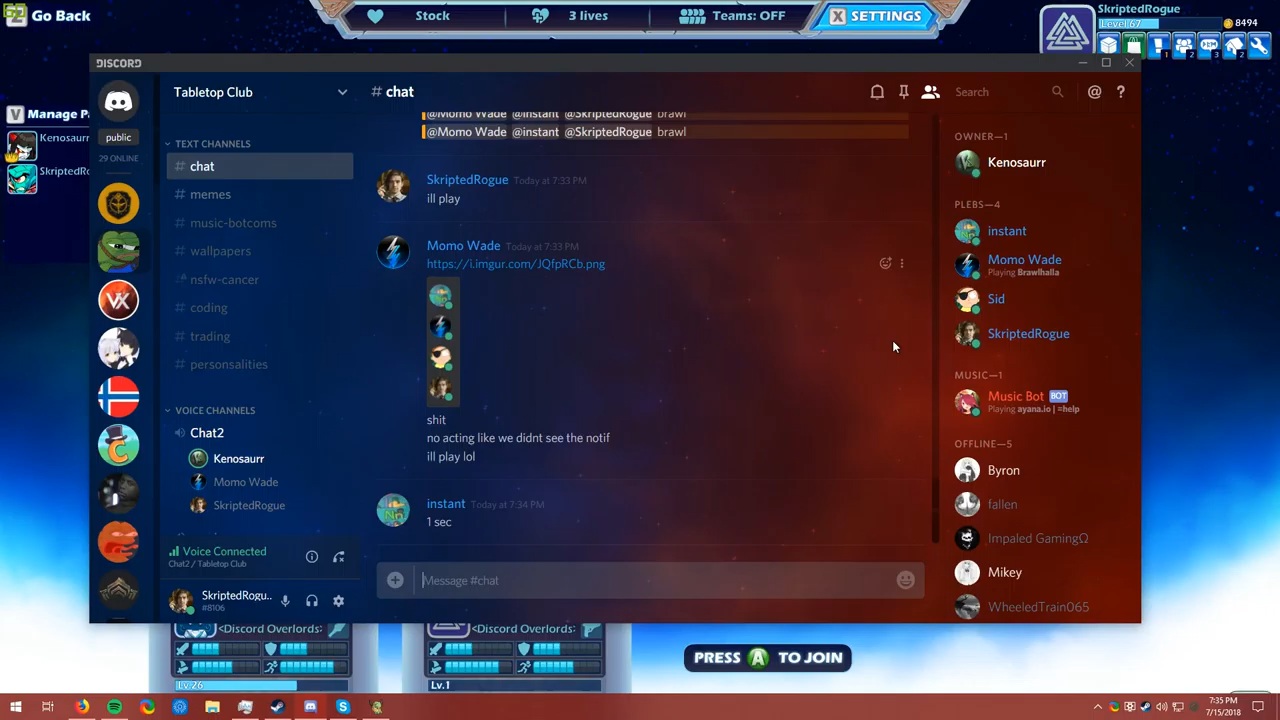 Go Back
Stock
3 lives
Teams: OFF
X SETTINGS
SkriptedRogue
Level 67
8494
V Manage P
Kenosaurr
SkriptedRo
DISCORD
public
29 ONLINE
Tabletop Club
TEXT CHANNELS
# chat
# memes
# music-botcoms
# wallpapers
nsfw-cancer
# coding
# trading
# personsalities
VOICE CHANNELS
Chat2
Kenosaurr
Momo Wade
SkriptedRogue
Voice Connected
Chat2 / Tabletop Club
SkriptedRogu..
#8106
# chat
Search
@Momo Wade @instant @SkriptedRogue brawl
@Momo Wade @instant @SkriptedRogue brawl
SkriptedRogue Today at 7:33 PM
ill play
Momo Wade Today at 7:33 PM
https://i.imgur.com/JQfpRCb.png
shit
no acting like we didnt see the notif
ill play lol
instant Today at 7:34 PM
1 sec
Message #chat
OWNER—1
Kenosaurr
PLEBS—4
instant
Momo Wade
Playing Brawlhalla
Sid
SkriptedRogue
MUSIC—1
Music Bot BOT
Playing ayana.io | =help
OFFLINE—5
Byron
fallen
Impaled GamingΩ
Mikey
WheeledTrain065
<Discord Overlords>
Lv.26
<Discord Overlords>
Lv.1
PRESS A TO JOIN
7:35 PM
7/15/2018